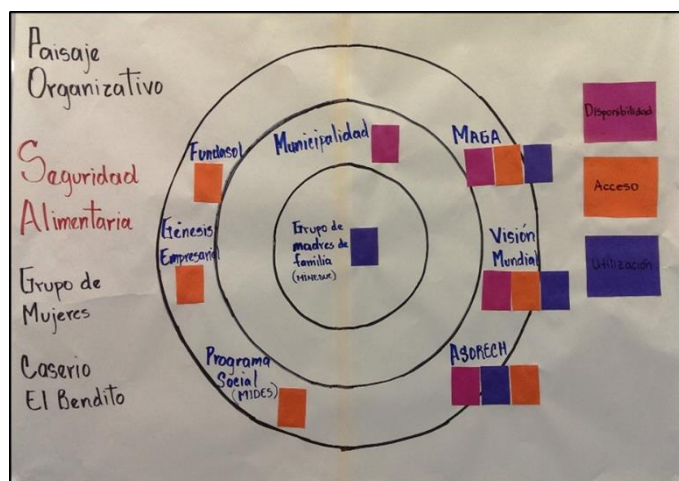 Paisaje
Organizativo
Seguridad
Alimentaria
Grupo de
Mujeres
Caserio
El Bendito
Fundasol
Municipalidad
MAGA
Génesis
Empresarial
Grupo de
madres de
familia
(MINEDUC)
Visión
Mundial
Programa
Social
(MIDES)
ASORECH
Disponibilidad
Acceso
Utilización